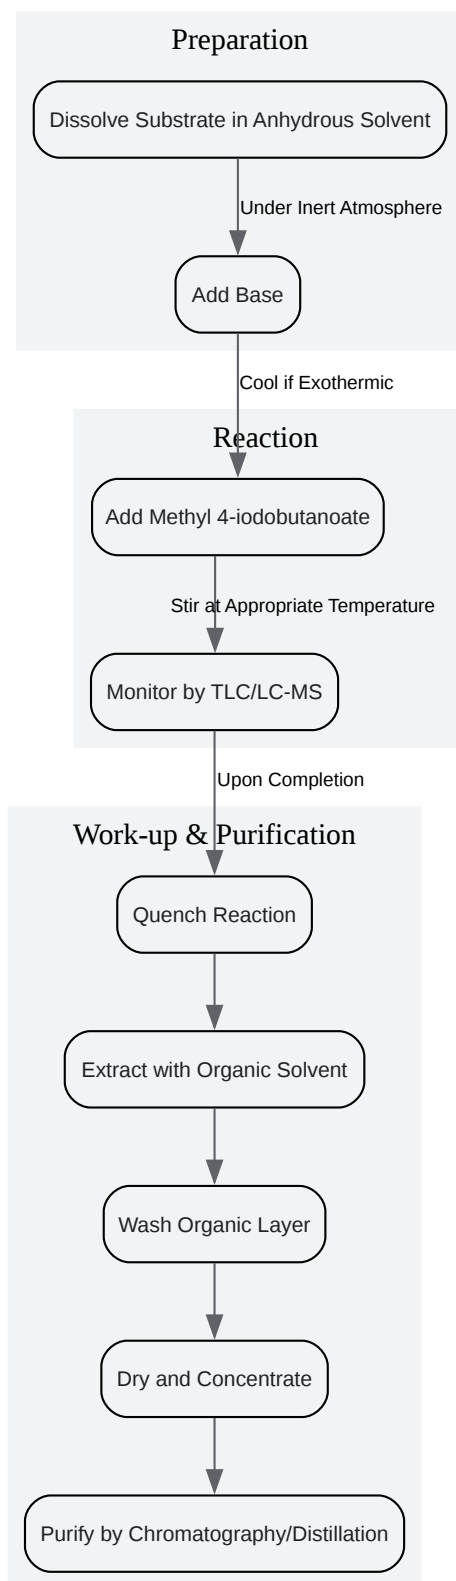 Preparation
Dissolve Substrate in Anhydrous Solvent
Under Inert Atmosphere
Add Base
Cool if Exothermic
Reaction
Add Methyl 4-iodobutanoate
Stir at Appropriate Temperature
Monitor by TLC/LC-MS
Upon Completion
Work-up & Purification
Quench Reaction
Extract with Organic Solvent
Wash Organic Layer
Dry and Concentrate
Purify by Chromatography/Distillation